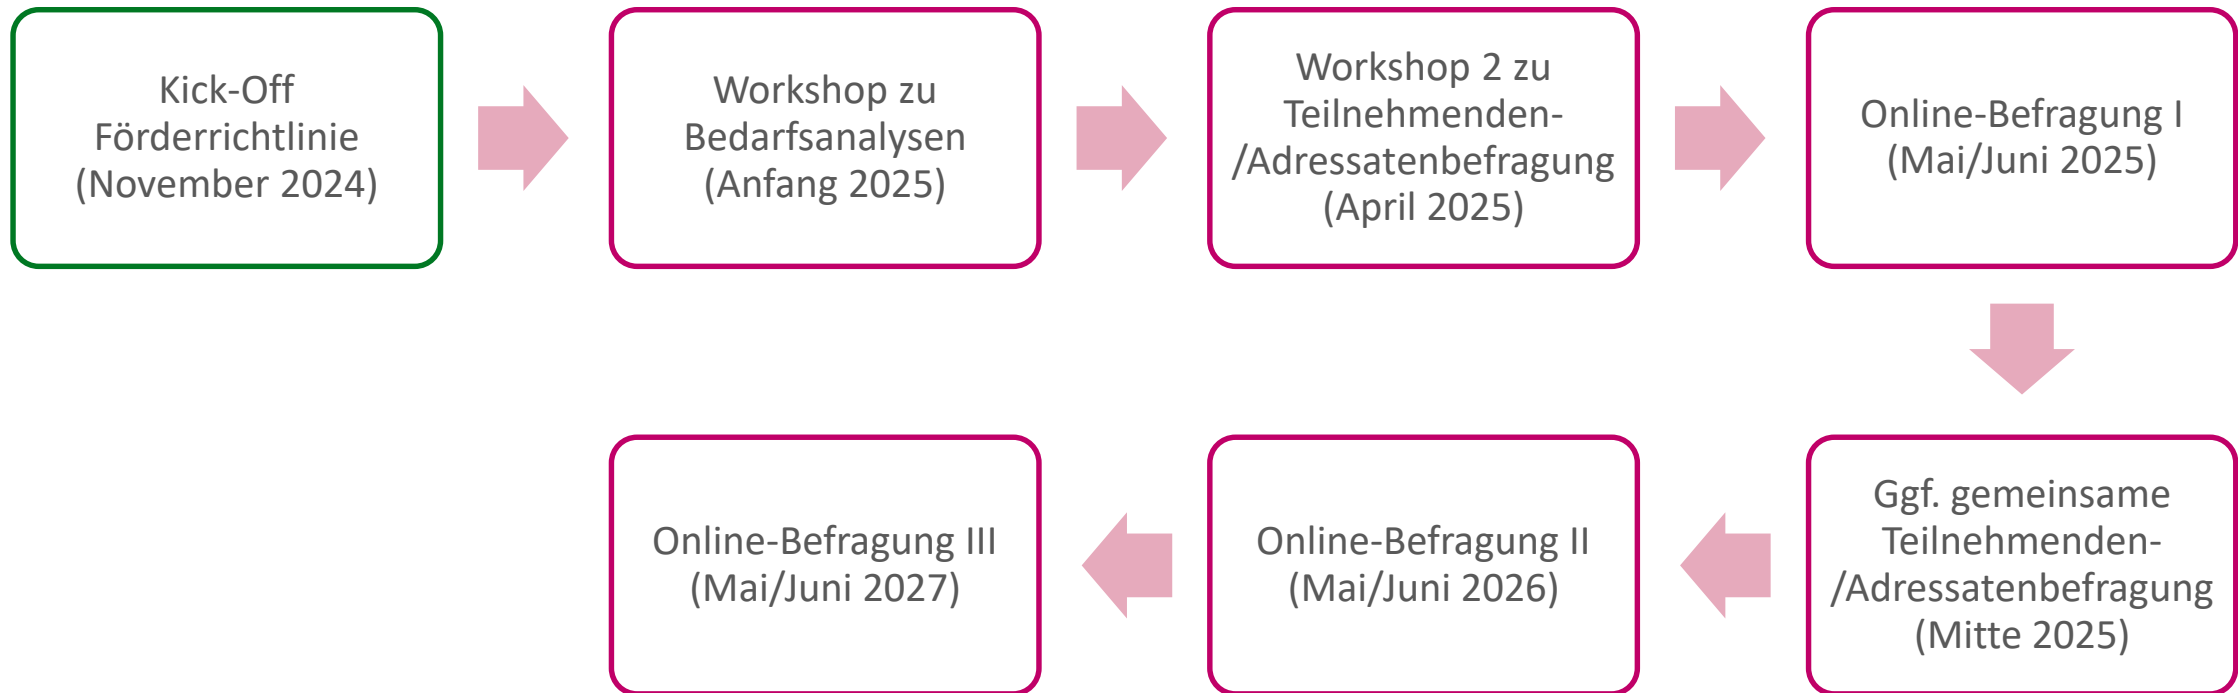 Kick-Off
Förderrichtlinie
(November 2024)
Workshop zu
Bedarfsanalysen
(Anfang 2025)
Workshop 2 zu
Teilnehmenden-
/Adressatenbefragung
(April 2025)
Online-Befragung I
(Mai/Juni 2025)
Ggf. gemeinsame
Teilnehmenden-
/Adressatenbefragung
(Mitte 2025)
Online-Befragung II
(Mai/Juni 2026)
Online-Befragung III
(Mai/Juni 2027)